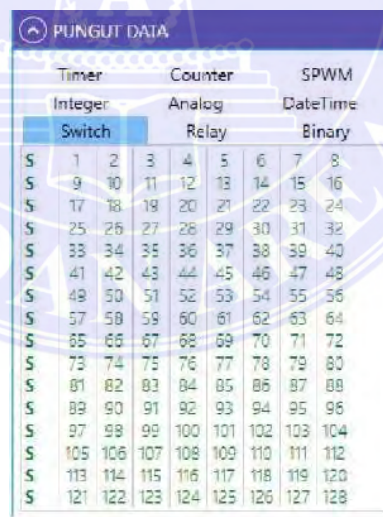 PUNGUT DATA
Timer Counter SPWM
Integer Analog DateTime
Switch Relay Binary
S 1 2 3 4 5 6 7 8
S 9 10 11 12 13 14 15 16
S 17 18 19 20 21 22 23 24
S 25 26 27 28 29 30 31 32
S 33 34 35 36 37 38 39 40
S 41 42 43 44 45 46 47 48
S 49 50 51 52 53 54 55 56
S 57 58 59 60 61 62 63 64
S 65 66 67 68 69 70 71 72
S 73 74 75 76 77 78 79 80
S 81 82 83 84 85 86 87 88
S 89 90 91 92 93 94 95 96
S 97 98 99 100 101 102 103 104
S 105 106 107 108 109 110 111 112
S 113 114 115 116 117 118 119 120
S 121 122 123 124 125 126 127 128